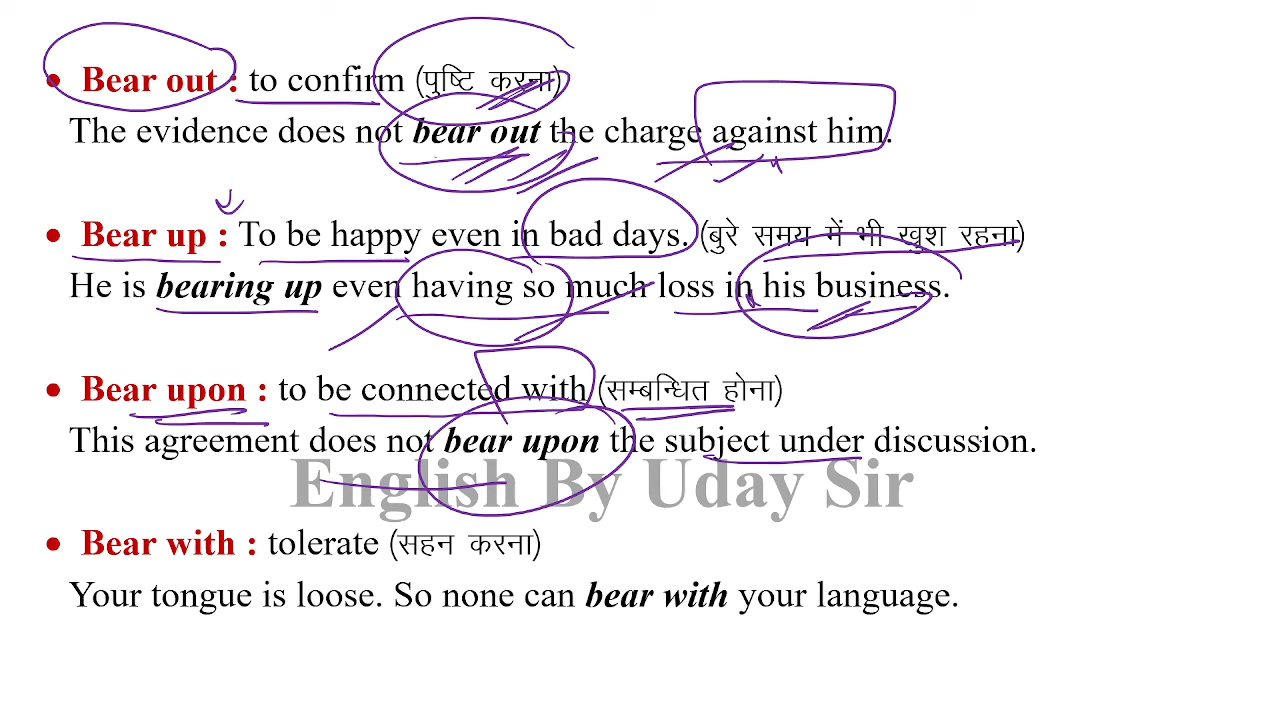 • Bear out : to confirm (पुष्टि करना)
The evidence does not bear out the charge against him.
• Bear up : To be happy even in bad days. (बुरे समय में भी खुश रहना)
He is bearing up even having so much loss in his business.
• Bear upon : to be connected with (सम्बन्धित होना)
This agreement does not bear upon the subject under discussion.
English By Uday Sir
• Bear with : tolerate (सहन करना)
Your tongue is loose. So none can bear with your language.